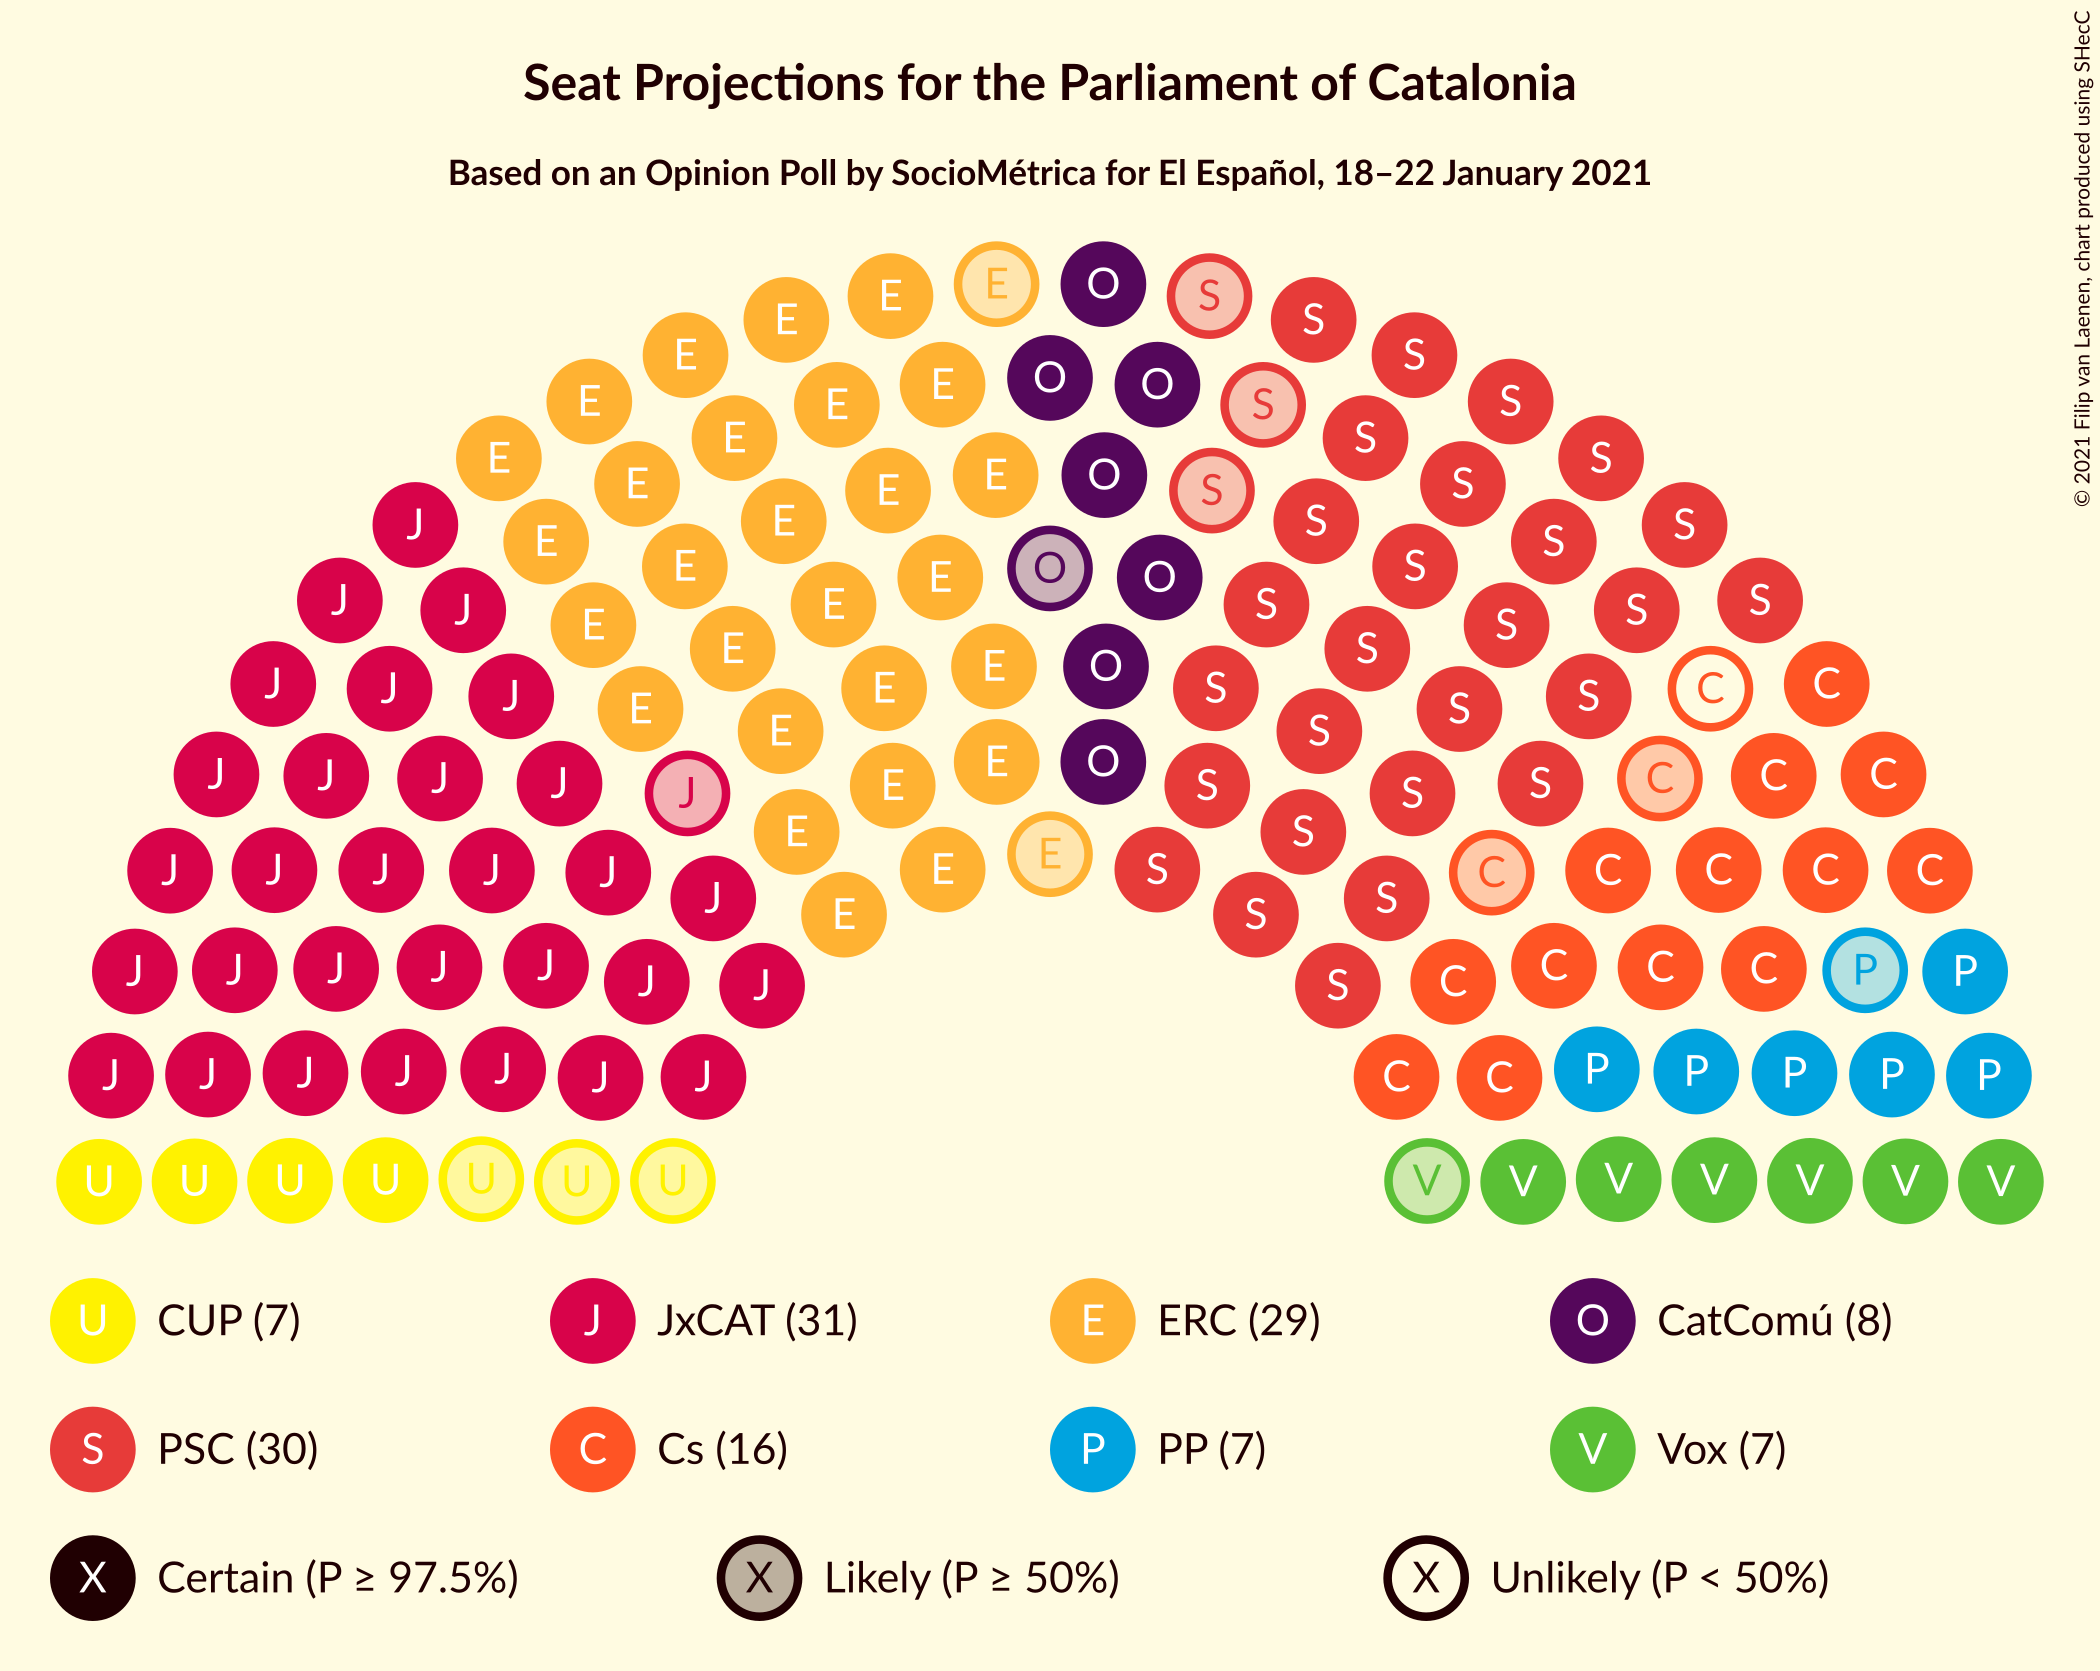 Seat Projections for the Parliament of Catalonia
Based on an Opinion Poll by SocioMétrica for El Español, 18–22 January 2021
© 2021 Filip van Laenen, chart produced using SHecC
E O
E S
E S
E S
E O O S
E S S
E S
E E O S S
E S
E S S
J E E S S
E O O S
J E E S S
J E S S
E E O S
J J E S C
J E E S S C
E S
J J E O S C C
J J J E S S C
E S
J J J J J E S C C C C C
J E E S S
E S
J J J J J P P
J J S C C C C
J J J J J J J C C P P P P P
U U U U U U U V V V V V V V
U CUP (7) J JxCAT (31) E ERC (29) O CatComú (8)
S PSC (30) C Cs (16) P PP (7) V Vox (7)
X Certain (P ≥ 97.5%) X Likely (P ≥ 50%) X Unlikely (P < 50%)